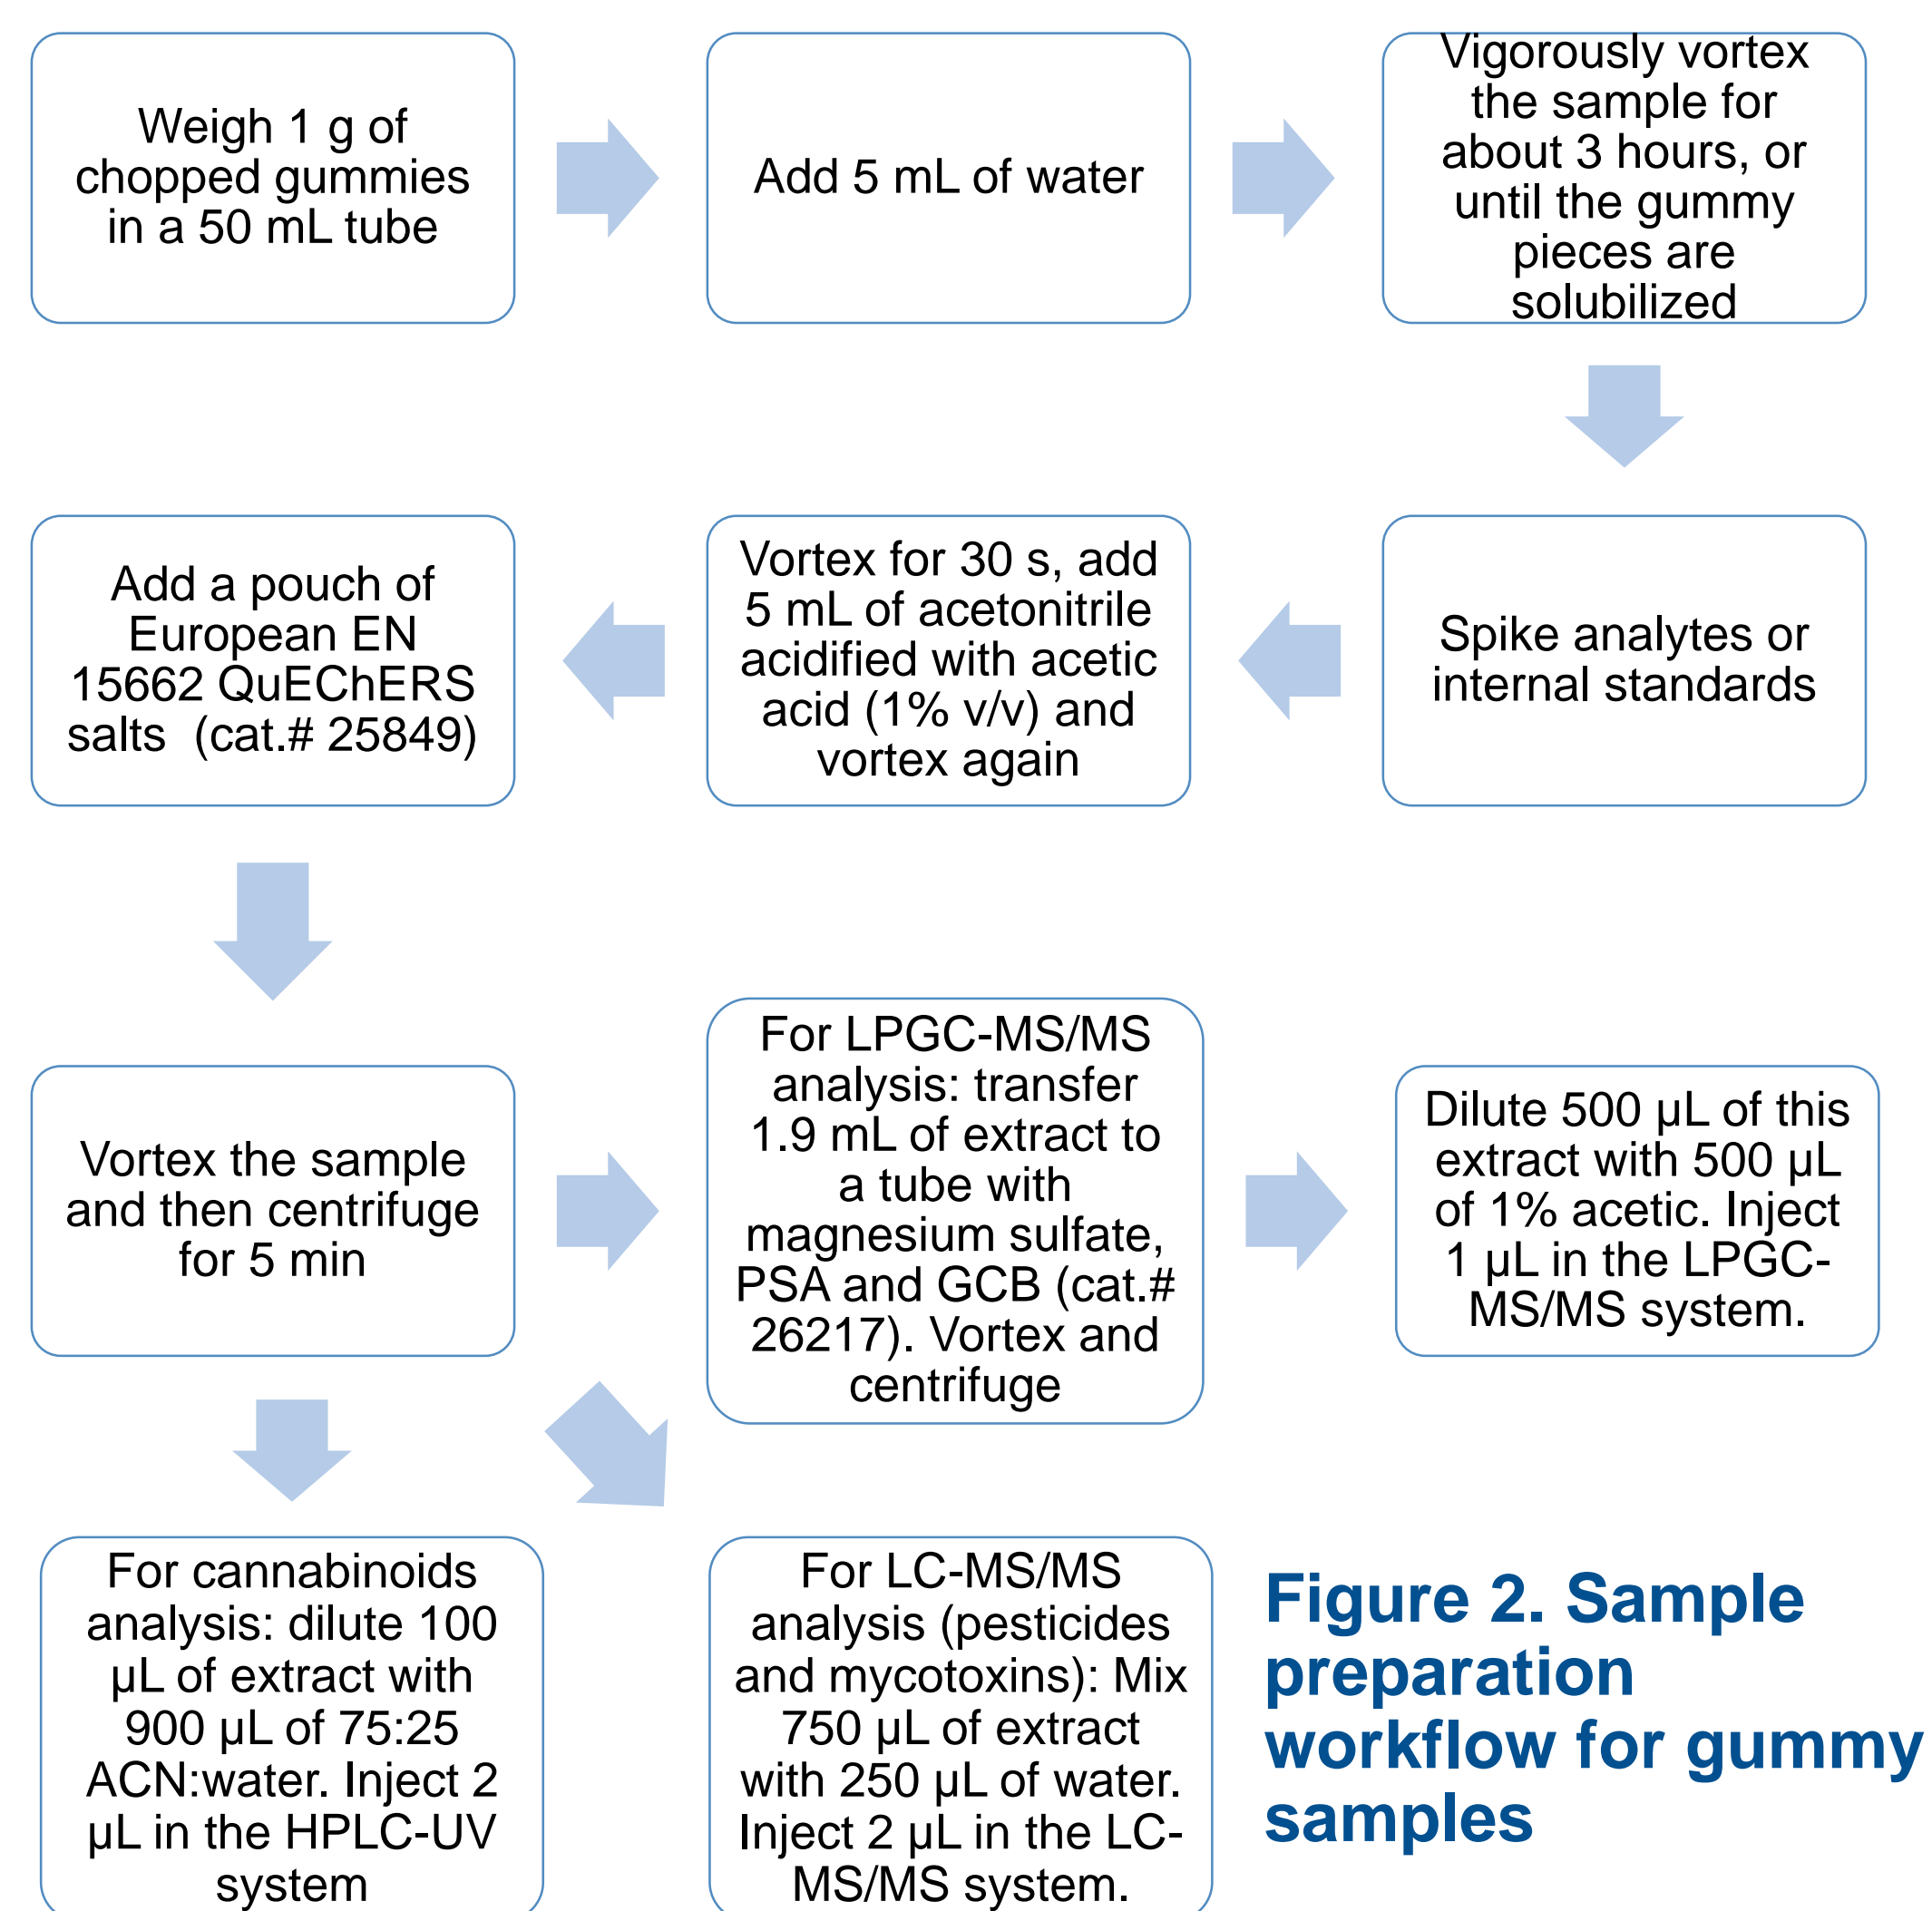 Weigh 1 g of
chopped gummies
in a 50 mL tube
Add 5 mL of water
Vigorously vortex
the sample for
about 3 hours, or
until the gummy
pieces are
solubilized
Spike analytes or
internal standards
Vortex for 30 s, add
5 mL of acetonitrile
acidified with acetic
acid (1% v/v) and
vortex again
Add a pouch of
European EN
15662 QuEChERS
salts  (cat.# 25849)
Vortex the sample
and then centrifuge
for 5 min
For LPGC-MS/MS
analysis: transfer
1.9 mL of extract to
a tube with
magnesium sulfate,
PSA and GCB (cat.#
26217). Vortex and
centrifuge
Dilute 500 µL of this
extract with 500 µL
of 1% acetic. Inject
1 µL in the LPGC-
MS/MS system.
For cannabinoids
analysis: dilute 100
µL of extract with
900 µL of 75:25
ACN:water. Inject 2
µL in the HPLC-UV
system
For LC-MS/MS
analysis (pesticides
and mycotoxins): Mix
750 µL of extract
with 250 µL of water.
Inject 2 µL in the LC-
MS/MS system.
Figure 2. Sample
preparation
workflow for gummy
samples